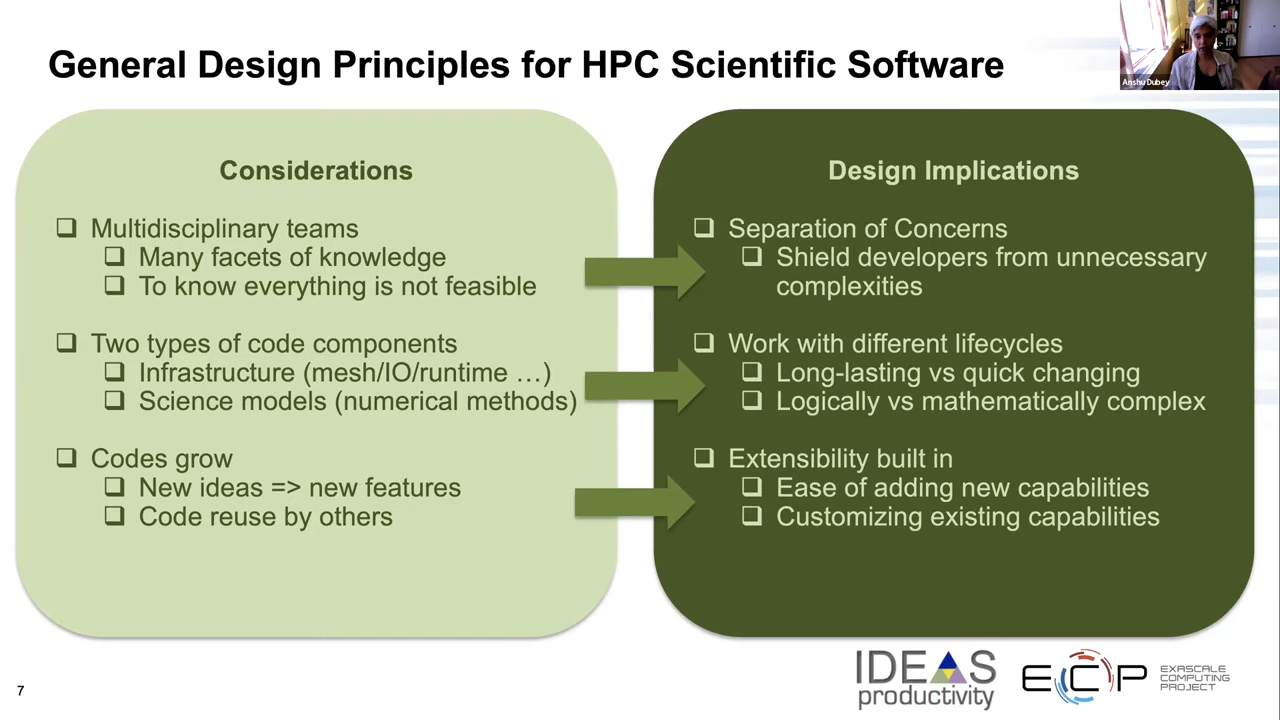 General Design Principles for HPC Scientific Software
Anshu Dubey
Considerations
❑ Multidisciplinary teams
❑ Many facets of knowledge
❑ To know everything is not feasible
❑ Two types of code components
❑ Infrastructure (mesh/IO/runtime …)
❑ Science models (numerical methods)
❑ Codes grow
❑ New ideas => new features
❑ Code reuse by others
Design Implications
❑ Separation of Concerns
❑ Shield developers from unnecessary
complexities
❑ Work with different lifecycles
❑ Long-lasting vs quick changing
❑ Logically vs mathematically complex
❑ Extensibility built in
❑ Ease of adding new capabilities
❑ Customizing existing capabilities
7
IDEAS
productivity
ECP
EXASCALE
COMPUTING
PROJECT